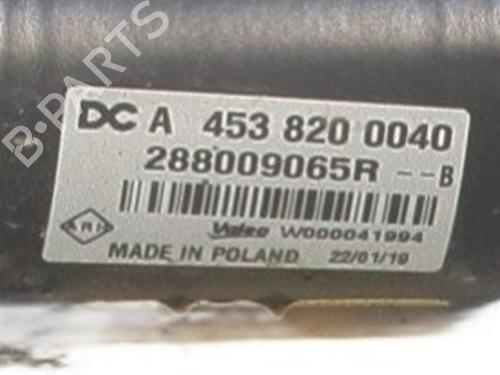 B-PARTS
DC A 453 820 0040
288009065R --B
Valeo W000041994
MADE IN POLAND 22/01/19